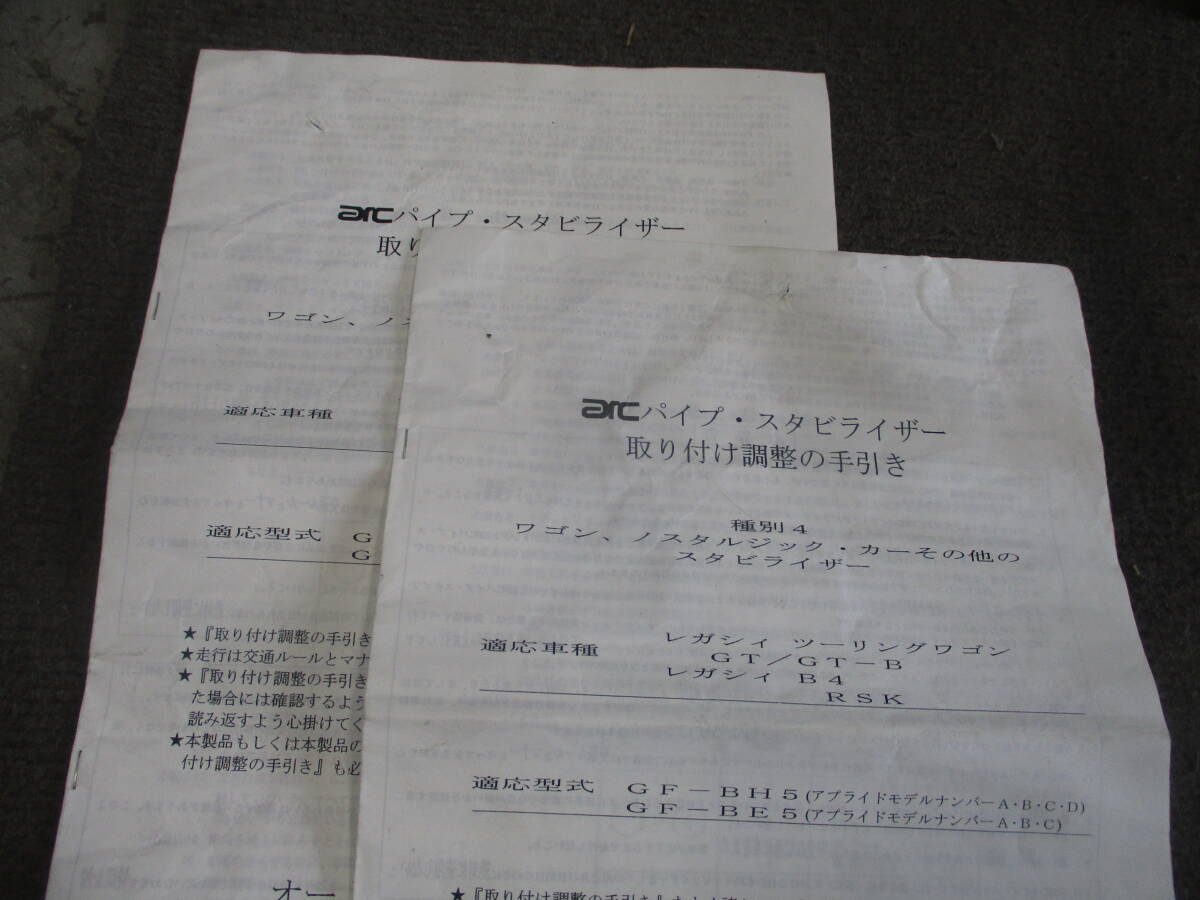 arcパイプ・スタビライザー
取り
ワゴン、ノス
適応車種
適応型式 G
G
★『取り付け調整の手引き
★走行は交通ルールとマナ
★『取り付け調整の手引き
た場合には確認するよう
読み返すよう心掛けてく
★本製品もしくは本製品の
付け調整の手引き』も必
オー
arcパイプ・スタビライザー
取り付け調整の手引き
種別4
ワゴン、ノスタルジック・カーその他の
スタビライザー
適応車種 レガシィ ツーリングワゴン
GT/GT-B
レガシィ B4
RSK
適応型式 GF-BH5(アプライドモデルナンバーA・B・C・D)
GF-BE5(アプライドモデルナンバーA・B・C)
★『取り付け調整の手引き』